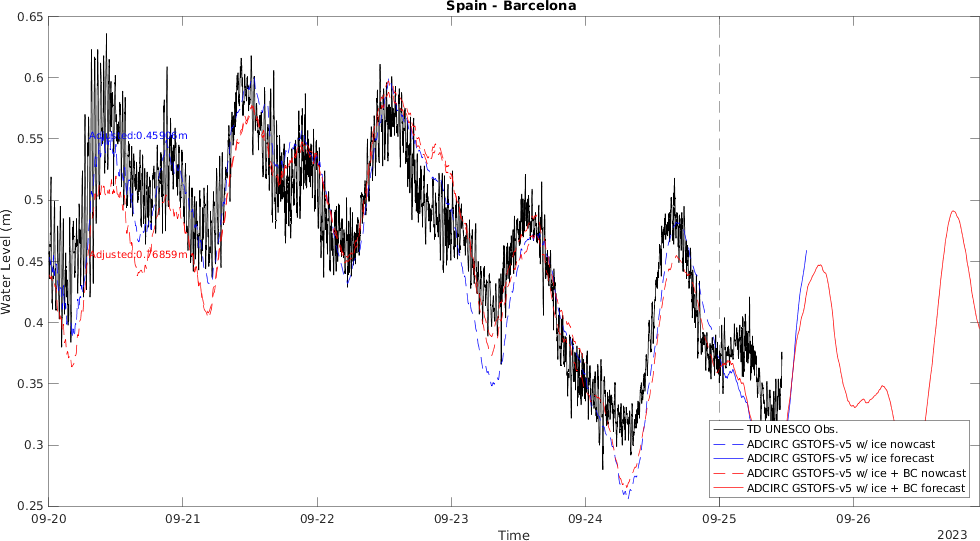 Spain - Barcelona
0.65
0.6
0.55
0.5
0.45
0.4
0.35
0.3
0.25
Water Level (m)
Adjusted:0.45906m
Adjusted:0.76859m
TD UNESCO Obs.
ADCIRC GSTOFS-v5 w/ ice nowcast
ADCIRC GSTOFS-v5 w/ ice forecast
ADCIRC GSTOFS-v5 w/ ice + BC nowcast
ADCIRC GSTOFS-v5 w/ ice + BC forecast
09-20 09-21 09-22 09-23 09-24 09-25 09-26
Time
2023